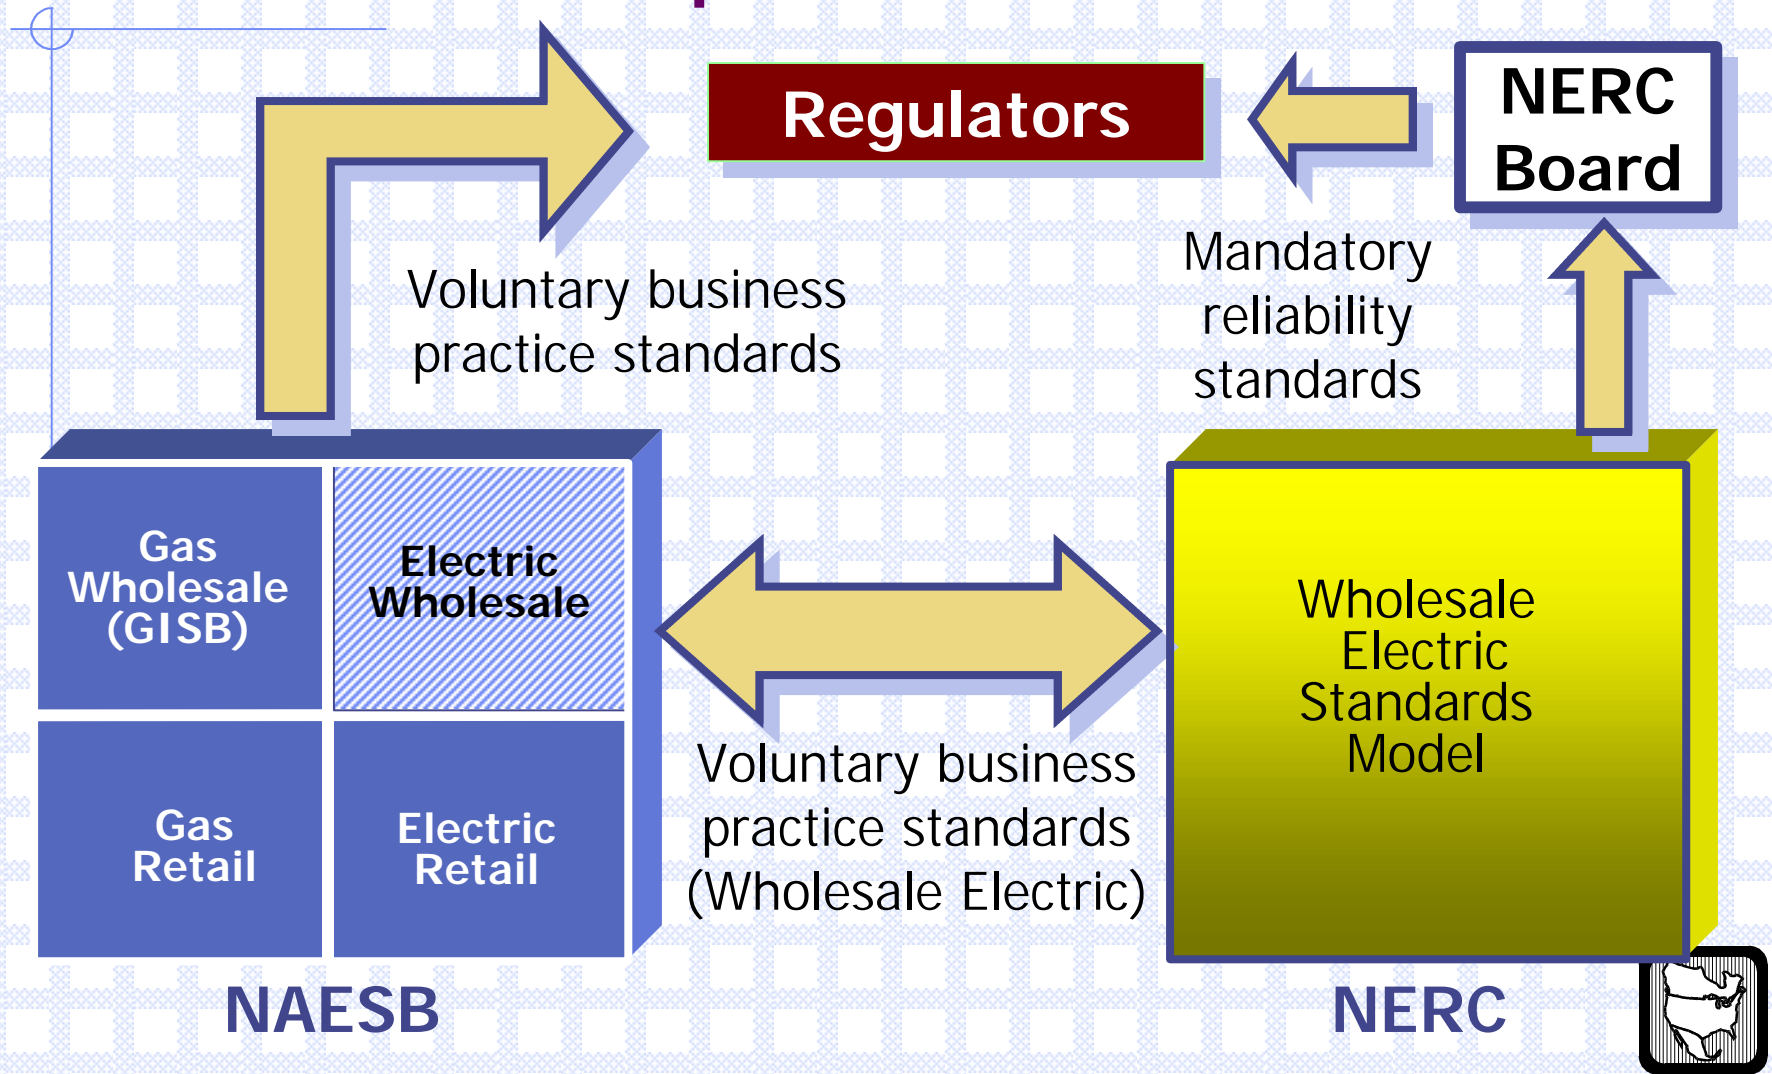 Regulators
NERC
Board
Voluntary business
practice standards
Mandatory
reliability
standards
Gas
Wholesale
(GISB)
Electric
Wholesale
Gas
Retail
Electric
Retail
Voluntary business
practice standards
(Wholesale Electric)
Wholesale
Electric
Standards
Model
NAESB
NERC